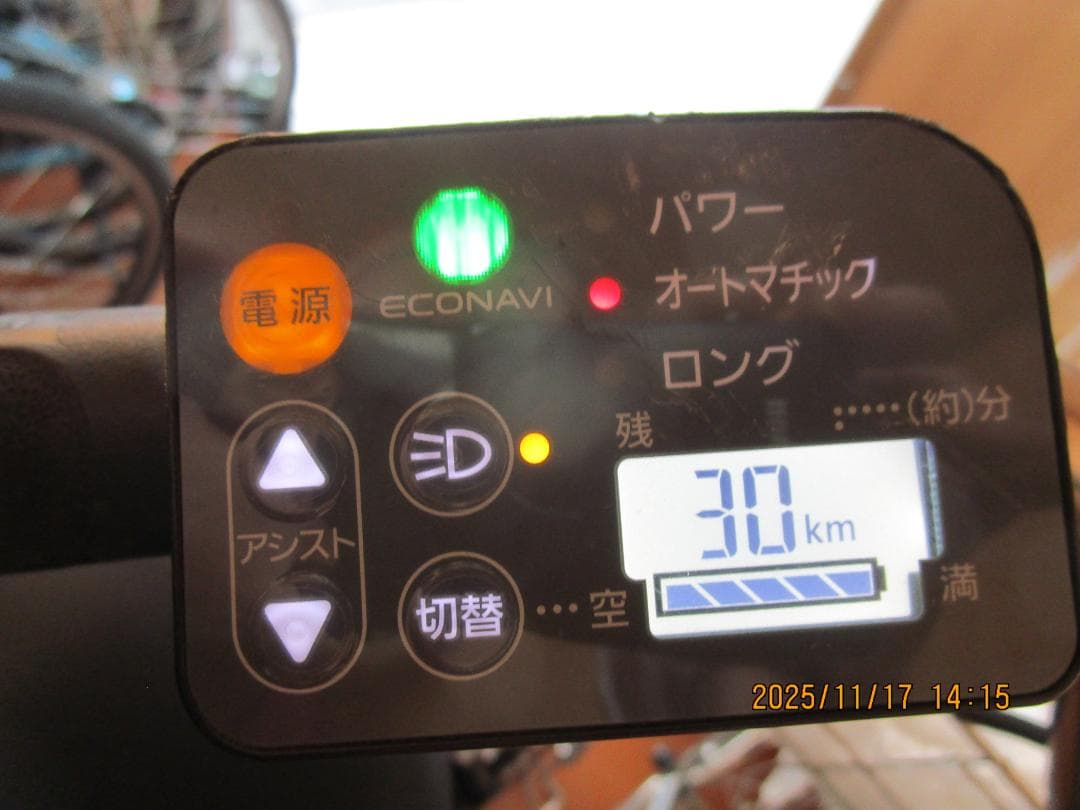 パワー
電源
ECONAVI
オートマチック
ロング
残
(約)分
アシスト
30km
切替
空
満
2025/11/17 14:15